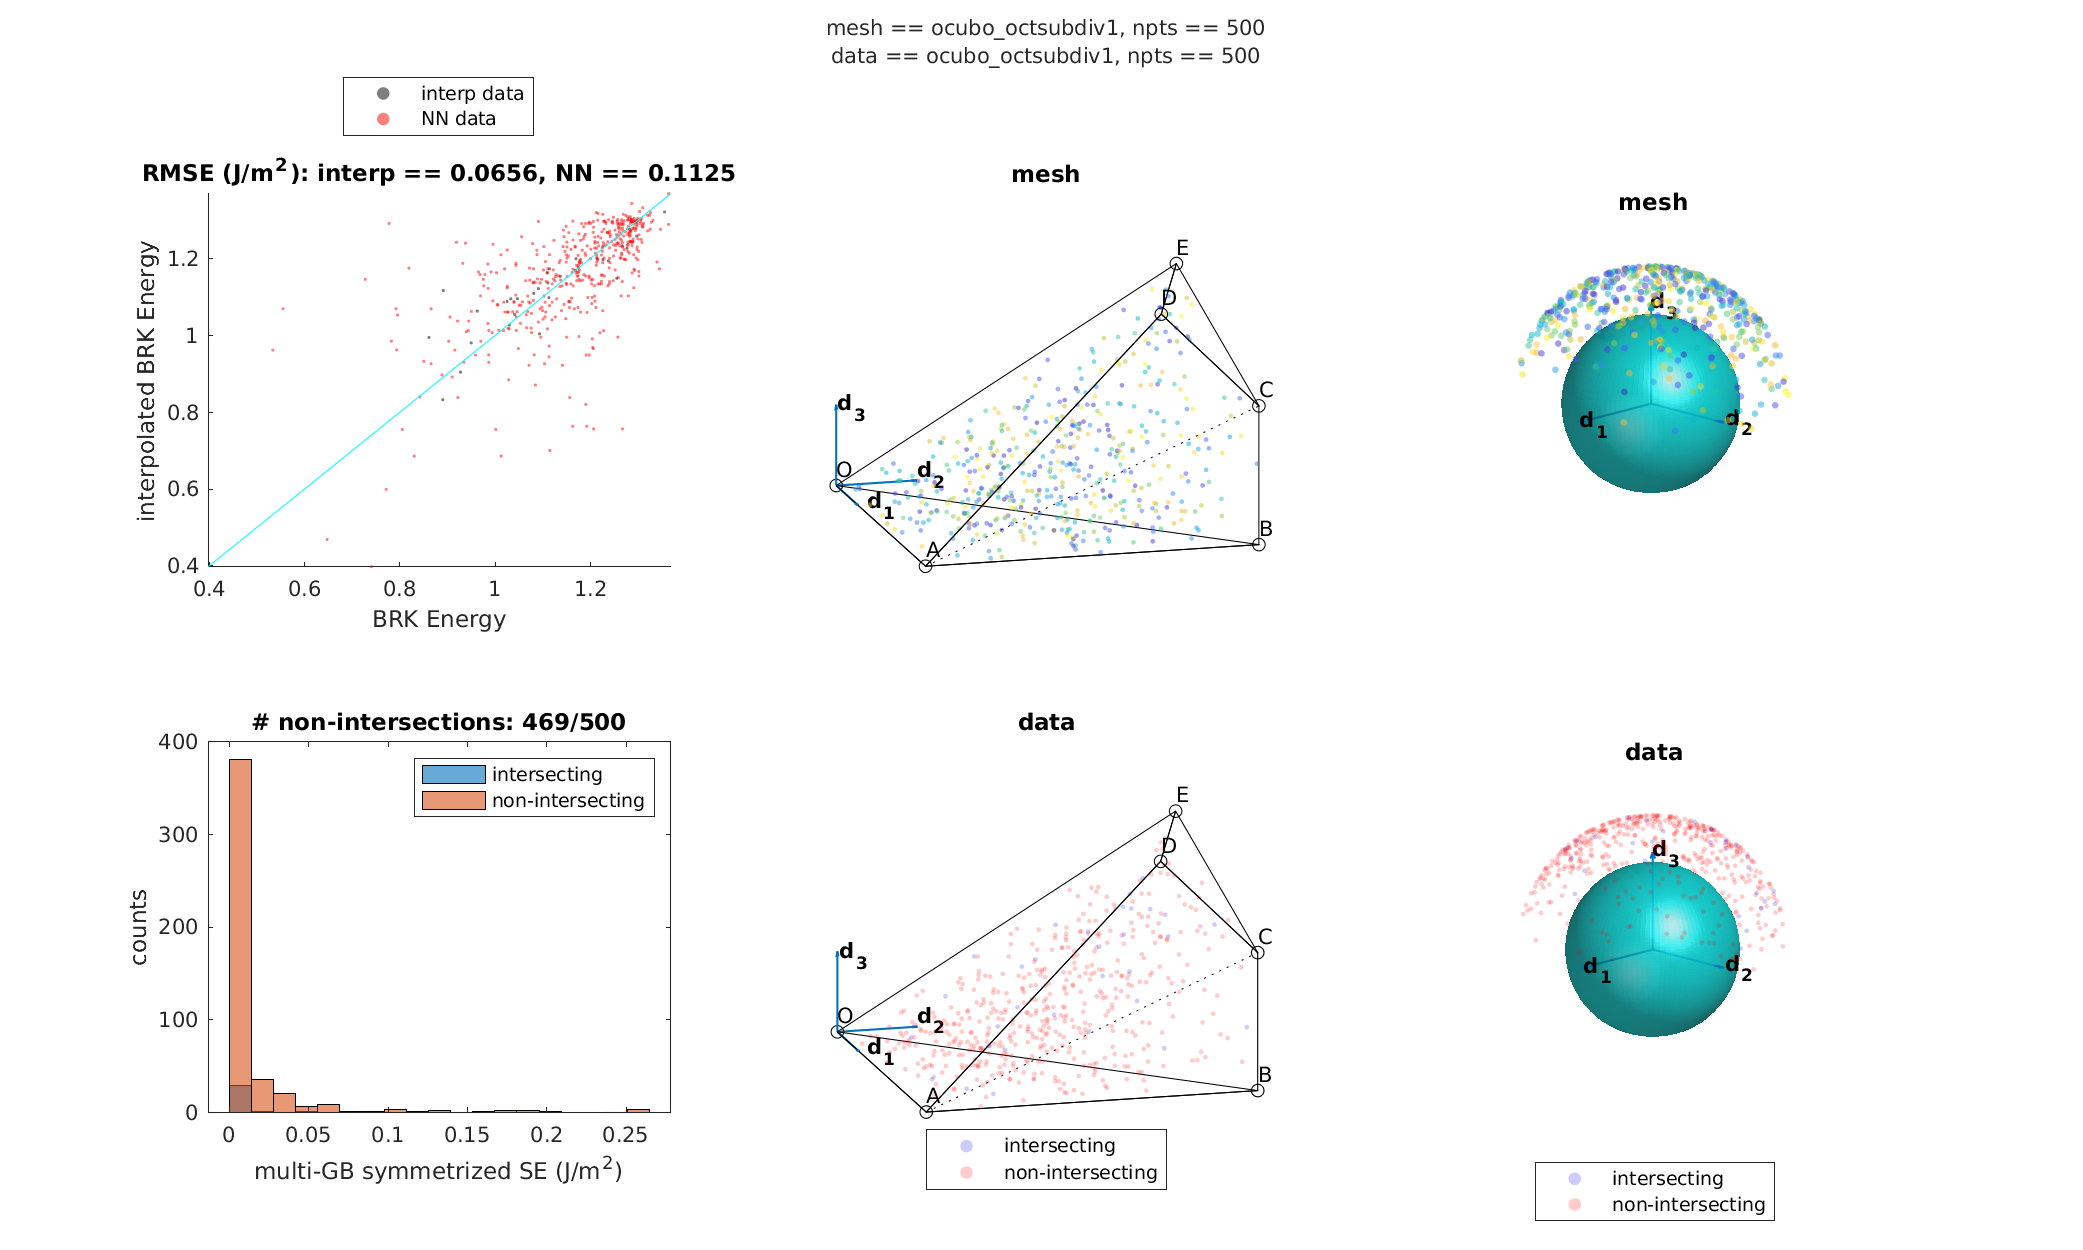 mesh == ocubo_octsubdiv1, npts == 500
data == ocubo_octsubdiv1, npts == 500
interp data
NN data
RMSE (J/m²): interp == 0.0656, NN == 0.1125
interpolated BRK Energy
1.2
1
0.8
0.6
0.4
0.4 0.6 0.8 1 1.2
BRK Energy
mesh
E
D
C
d3
O
d2
d1
B
A
mesh
d3
d1
d2
# non-intersections: 469/500
counts
400
300
200
100
0
intersecting
non-intersecting
0 0.05 0.1 0.15 0.2 0.25
multi-GB symmetrized SE (J/m²)
data
E
D
C
d3
O
d2
d1
B
A
intersecting
non-intersecting
data
d3
d1
d2
intersecting
non-intersecting